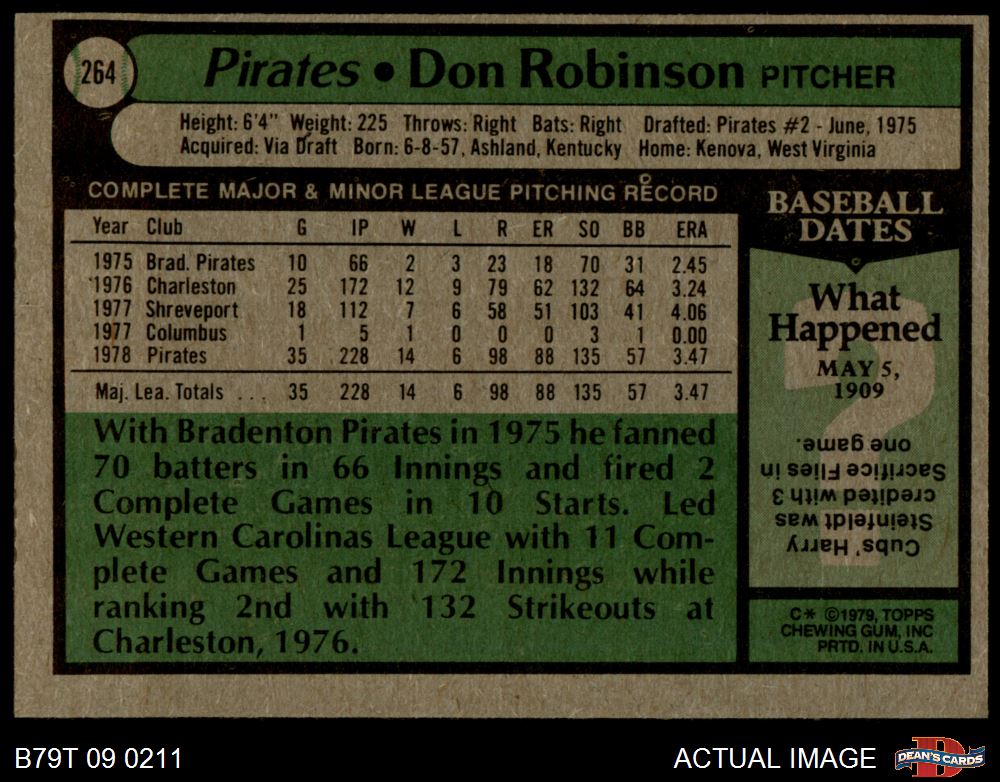 264
Pirates • Don Robinson PITCHER
Height: 6'4" Weight: 225 Throws: Right Bats: Right Drafted: Pirates #2 - June, 1975
Acquired: Via Draft Born: 6-8-57, Ashland, Kentucky Home: Kenova, West Virginia
COMPLETE MAJOR & MINOR LEAGUE PITCHING RECORD
Year Club G IP W L R ER SO BB ERA
1975 Brad. Pirates 10 66 2 3 23 18 70 31 2.45
1976 Charleston 25 172 12 9 79 62 132 64 3.24
1977 Shreveport 18 112 7 6 58 51 103 41 4.06
1977 Columbus 1 5 1 0 0 0 3 1 0.00
1978 Pirates 35 228 14 6 98 88 135 57 3.47
Maj. Lea. Totals ... 35 228 14 6 98 88 135 57 3.47
With Bradenton Pirates in 1975 he fanned
70 batters in 66 Innings and fired 2
Complete Games in 10 Starts. Led
Western Carolinas League with 11 Com-
plete Games and 172 Innings while
ranking 2nd with 132 Strikeouts at
Charleston, 1976.
BASEBALL
DATES
What
Happened
MAY 5,
1909
?
Cubs' Harry
Steinfeldt was
credited with 3
Sacrifice Flies in
one game.
C* ©1979, TOPPS
CHEWING GUM, INC
PRTD. IN U.S.A.
B79T 09 0211
ACTUAL IMAGE
D
DEAN'S CARDS